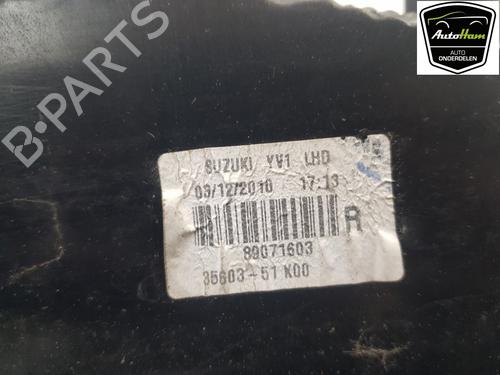 AutoHam
AUTO
ONDERDELEN
B-PARTS
SUZUKI YV1 LHD
03/12/2010 17:13
R
89071603
35603-51K00